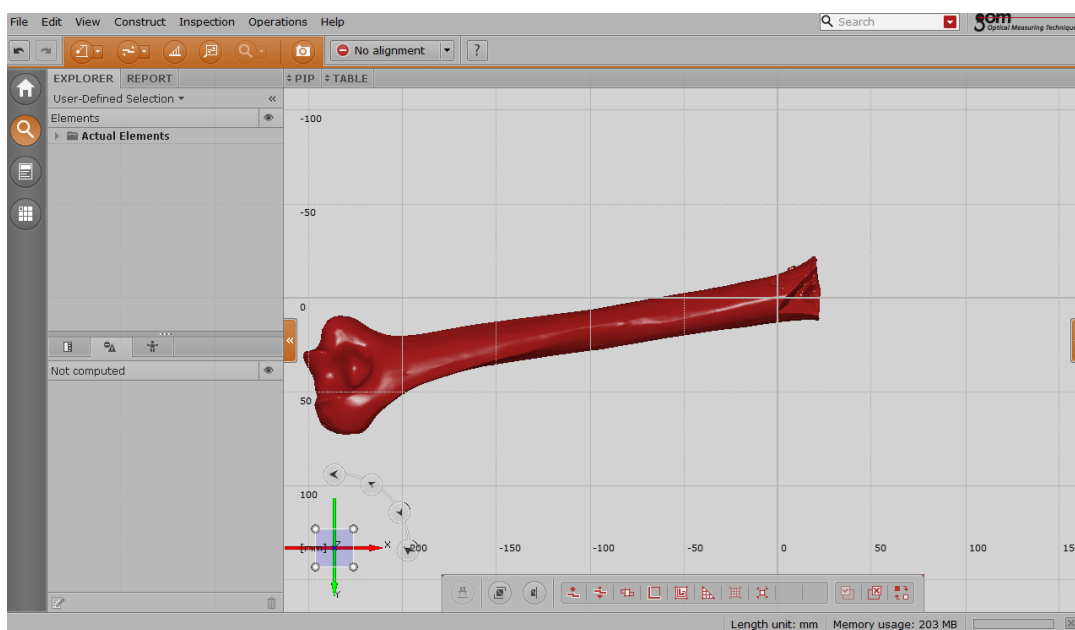 File Edit View Construct Inspection Operations Help
Search
gom
Optical Measuring Technique
No alignment
?
EXPLORER REPORT
PIP TABLE
User-Defined Selection
Elements
Actual Elements
-100
-50
0
50
100
Not computed
[mm] Z X -200 -150 -100 -50 0 50 100 15
Y
Length unit: mm Memory usage: 203 MB